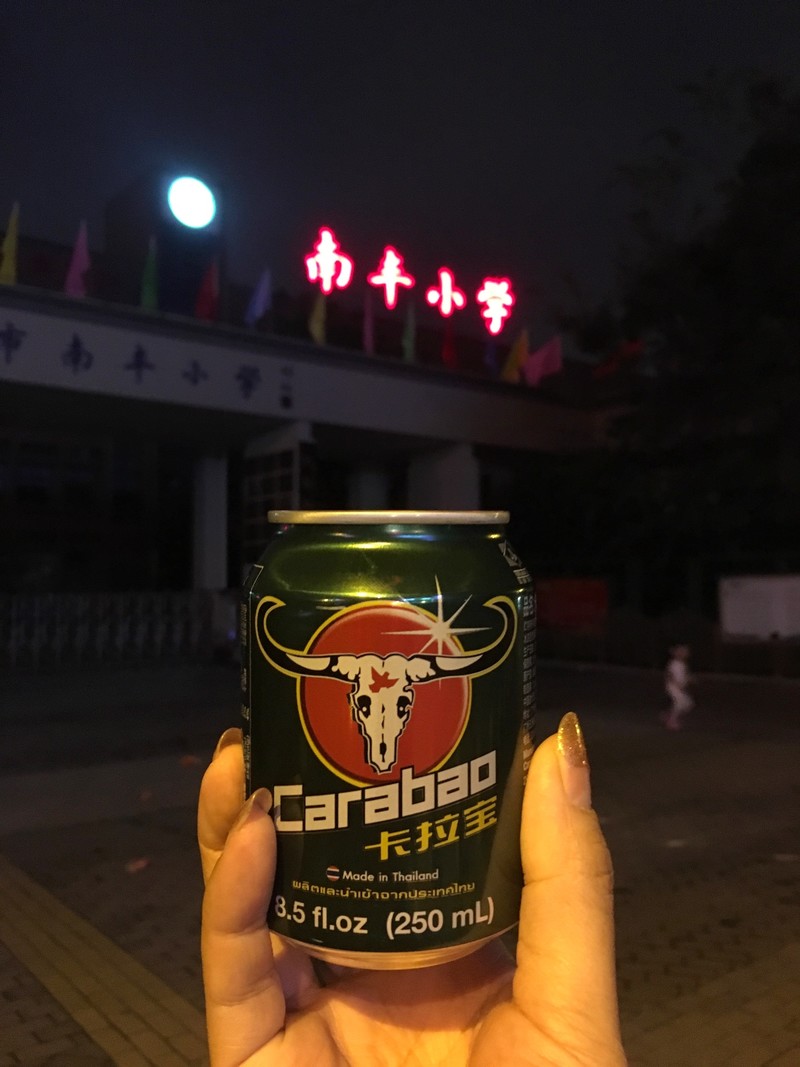 南丰小学
市南丰小学
Carabao
卡拉宝
Made in Thailand
ผลิตและนำเข้าจากประเทศไทย
8.5 fl.oz (250 mL)